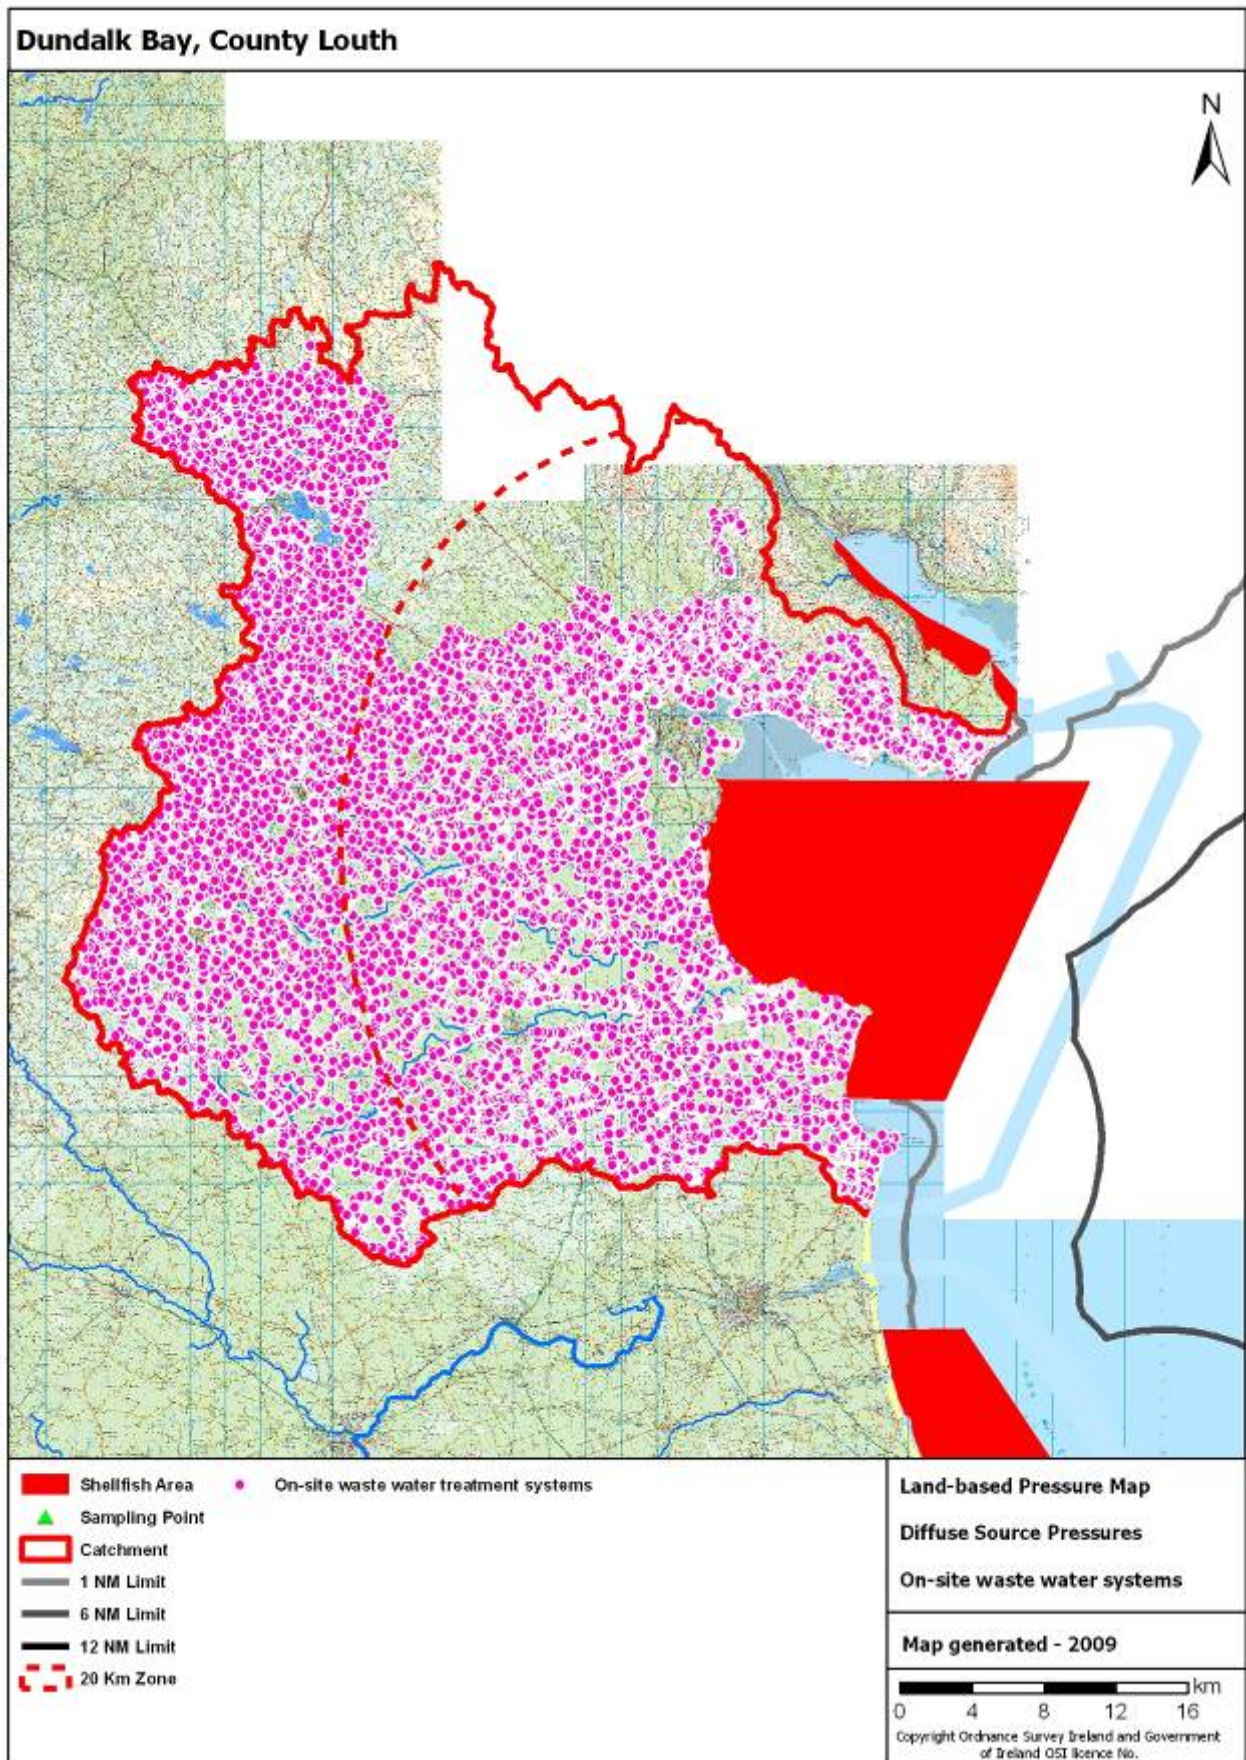 Dundalk Bay, County Louth
N
Shellfish Area
On-site waste water treatment systems
Sampling Point
Catchment
1 NM Limit
6 NM Limit
12 NM Limit
20 Km Zone
Land-based Pressure Map
Diffuse Source Pressures
On-site waste water systems
Map generated - 2009
km
0 4 8 12 16
Copyright Ordnance Survey Ireland and Government
of Ireland OSI licence No.